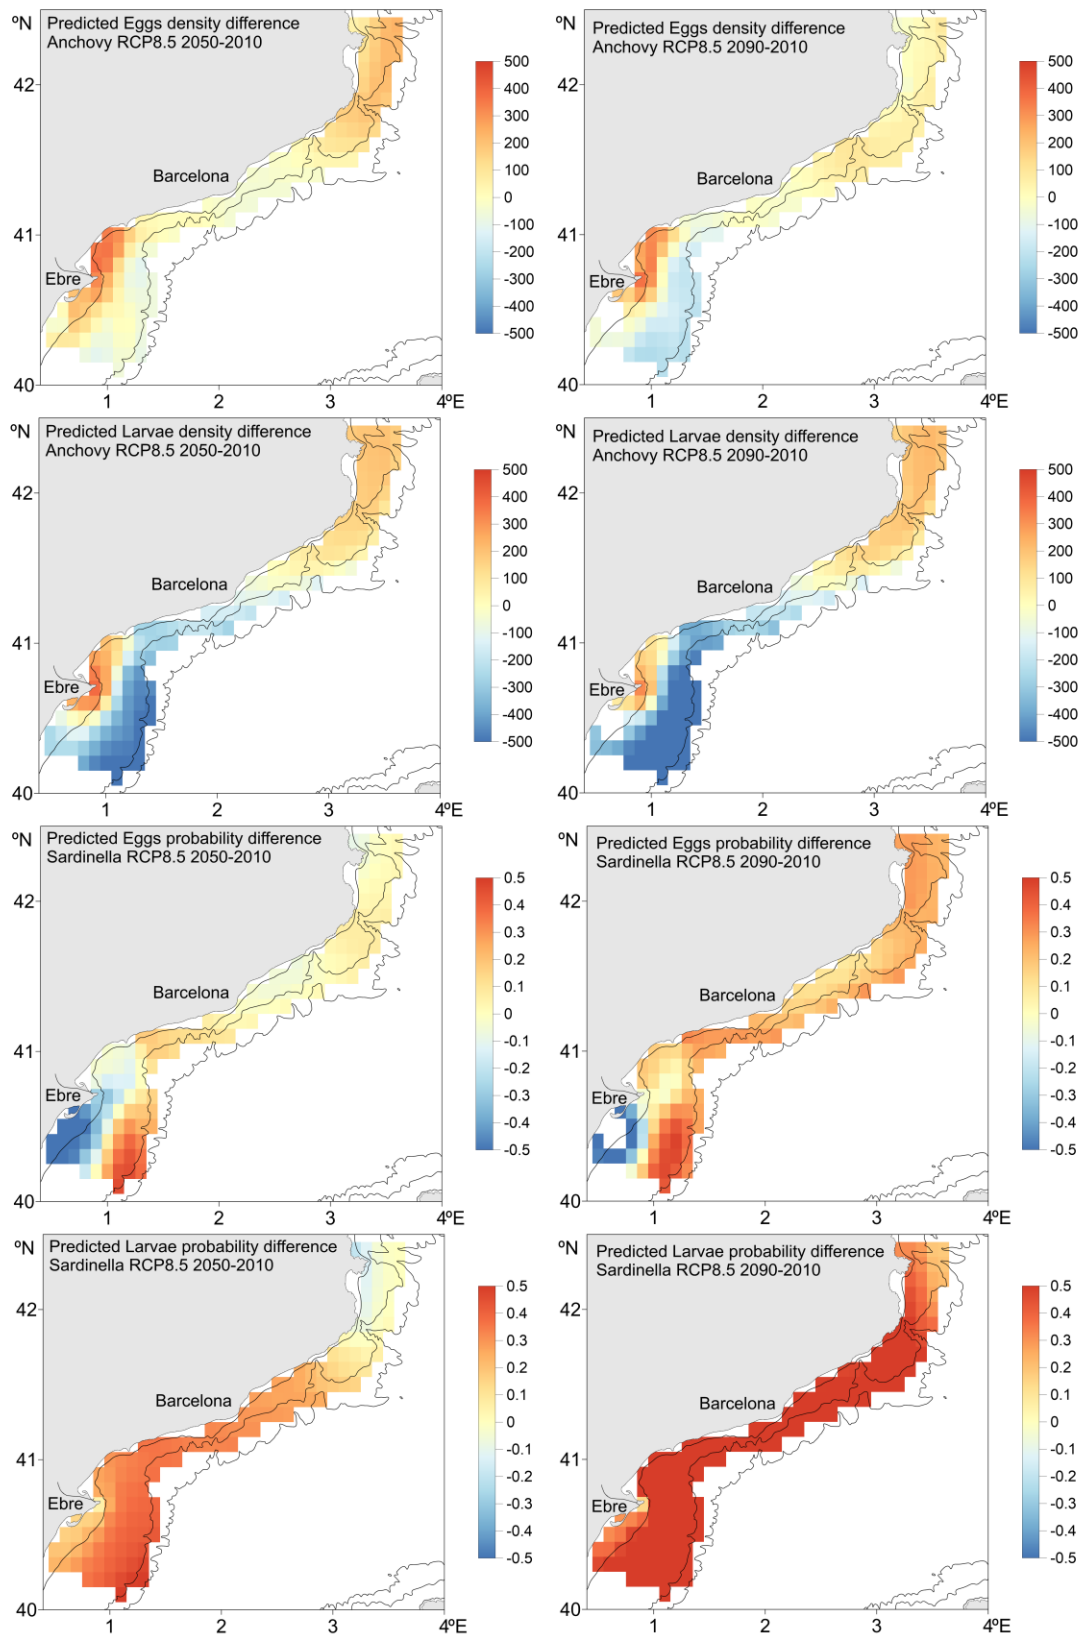 ºN
Predicted Eggs density difference
Anchovy RCP8.5 2050-2010
42
41
40
Barcelona
Ebre
1
2
3
4ºE
500
400
300
200
100
0
-100
-200
-300
-400
-500
ºN
Predicted Eggs density difference
Anchovy RCP8.5 2090-2010
42
41
40
Barcelona
Ebre
1
2
3
4ºE
500
400
300
200
100
0
-100
-200
-300
-400
-500
ºN
Predicted Larvae density difference
Anchovy RCP8.5 2050-2010
42
41
40
Barcelona
Ebre
1
2
3
4ºE
500
400
300
200
100
0
-100
-200
-300
-400
-500
ºN
Predicted Larvae density difference
Anchovy RCP8.5 2090-2010
42
41
40
Barcelona
Ebre
1
2
3
4ºE
500
400
300
200
100
0
-100
-200
-300
-400
-500
ºN
Predicted Eggs probability difference
Sardinella RCP8.5 2050-2010
42
41
40
Barcelona
Ebre
1
2
3
4ºE
0.5
0.4
0.3
0.2
0.1
0
-0.1
-0.2
-0.3
-0.4
-0.5
ºN
Predicted Eggs probability difference
Sardinella RCP8.5 2090-2010
42
41
40
Barcelona
Ebre
1
2
3
4ºE
0.5
0.4
0.3
0.2
0.1
0
-0.1
-0.2
-0.3
-0.4
-0.5
ºN
Predicted Larvae probability difference
Sardinella RCP8.5 2050-2010
42
41
40
Barcelona
Ebre
1
2
3
4ºE
0.5
0.4
0.3
0.2
0.1
0
-0.1
-0.2
-0.3
-0.4
-0.5
ºN
Predicted Larvae probability difference
Sardinella RCP8.5 2090-2010
42
41
40
Barcelona
Ebre
1
2
3
4ºE
0.5
0.4
0.3
0.2
0.1
0
-0.1
-0.2
-0.3
-0.4
-0.5